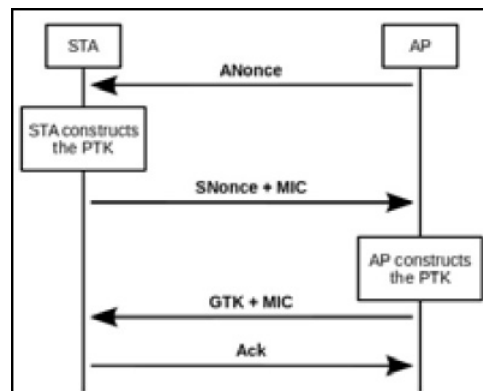 STA
AP
ANonce
STA constructs
the PTK
SNonce + MIC
AP constructs
the PTK
GTK + MIC
Ack